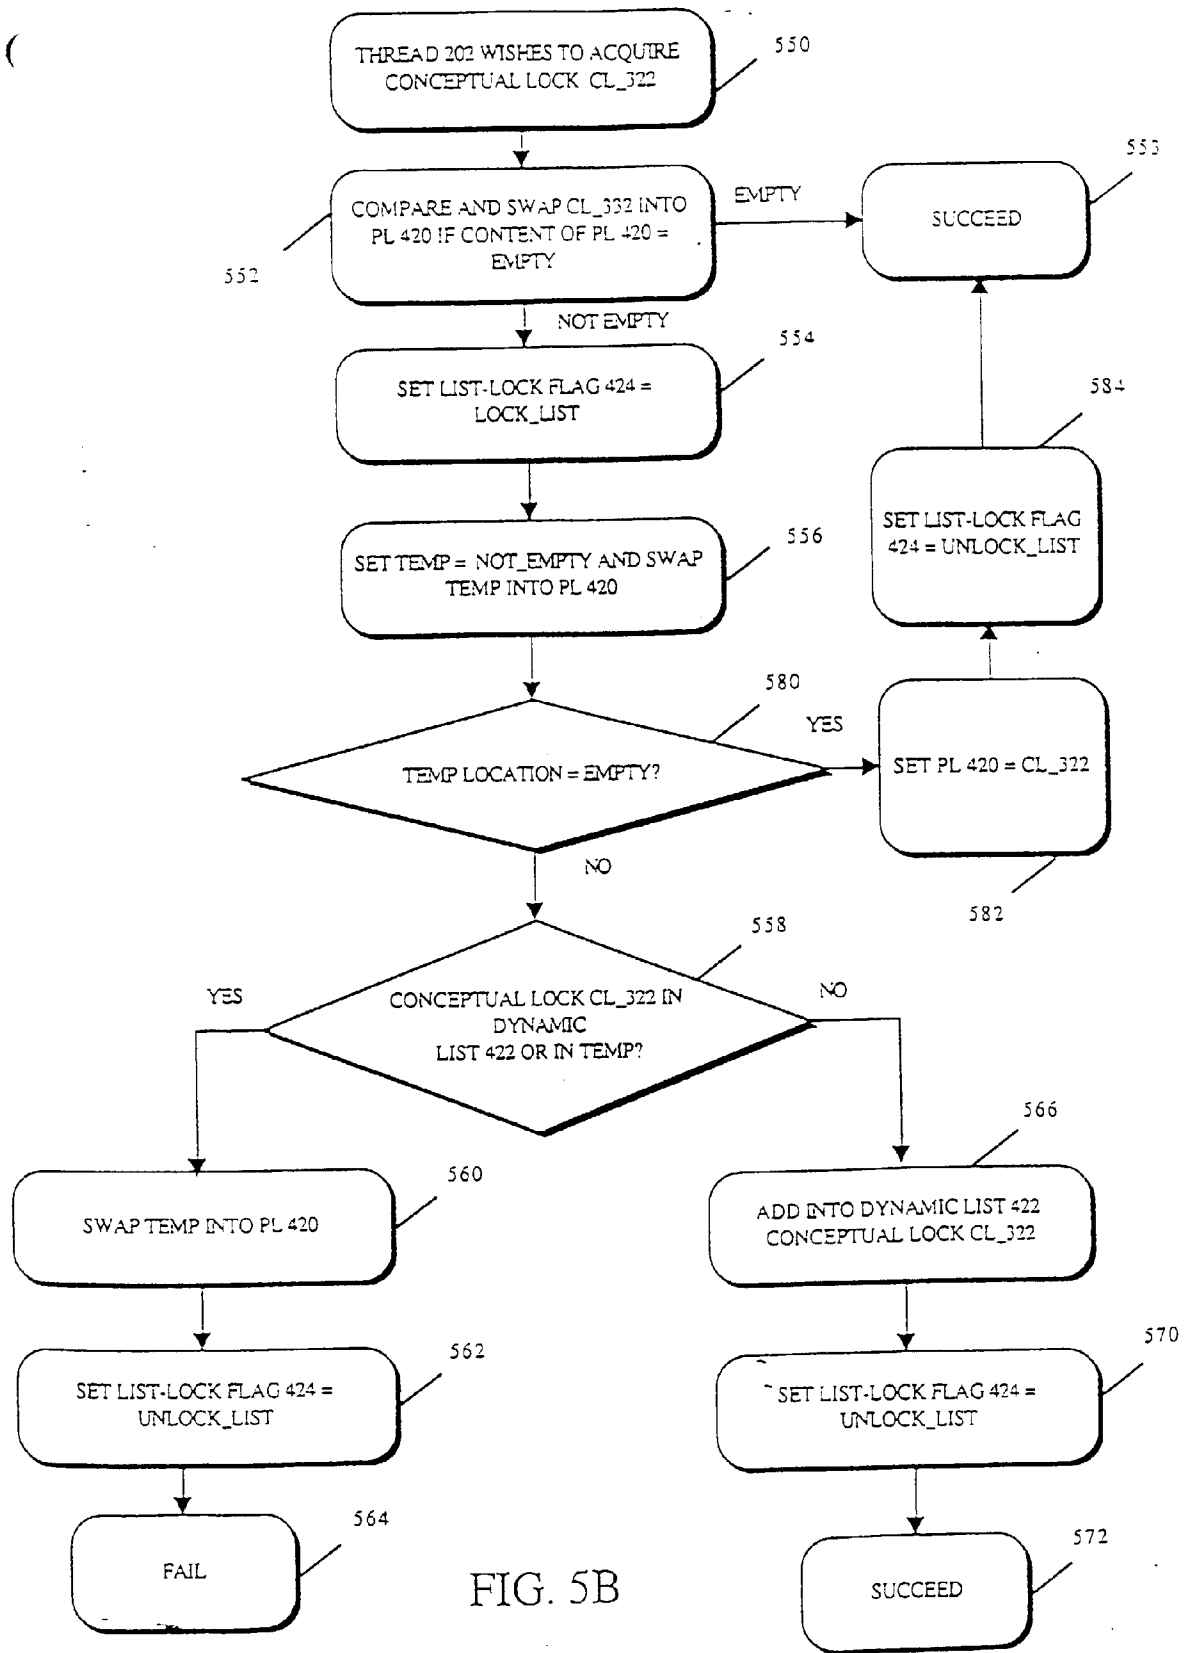 THREAD 202 WISHES TO ACQUIRE
CONCEPTUAL LOCK CL_322
550
COMPARE AND SWAP CL_332 INTO
PL 420 IF CONTENT OF PL 420 =
EMPTY
552
EMPTY
SUCCEED
553
NOT EMPTY
SET LIST-LOCK FLAG 424 =
LOCK_LIST
554
SET TEMP = NOT_EMPTY AND SWAP
TEMP INTO PL 420
556
SET LIST-LOCK FLAG
424 = UNLOCK_LIST
584
TEMP LOCATION = EMPTY?
580
YES
SET PL 420 = CL_322
582
NO
CONCEPTUAL LOCK CL_322 IN
DYNAMIC
LIST 422 OR IN TEMP?
558
YES
NO
SWAP TEMP INTO PL 420
560
ADD INTO DYNAMIC LIST 422
CONCEPTUAL LOCK CL_322
566
SET LIST-LOCK FLAG 424 =
UNLOCK_LIST
562
SET LIST-LOCK FLAG 424 =
UNLOCK_LIST
570
FAIL
564
SUCCEED
572
FIG. 5B